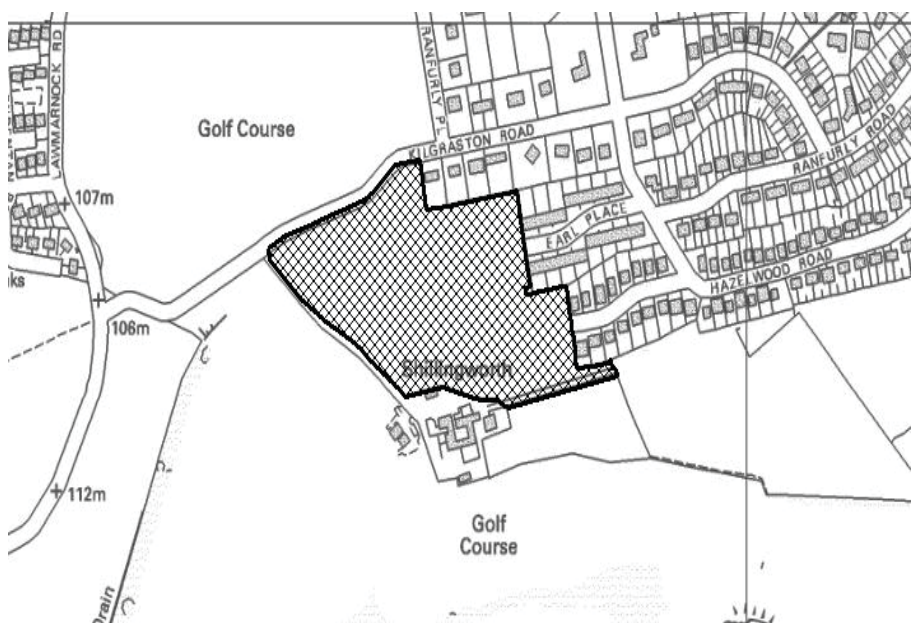 LAWMARNOCK RD
RANFURLY PL
Golf Course
KILGRASTON ROAD
RANFURLY ROAD
107m
EARL PLACE
HAZELWOOD ROAD
106m
Shillingworth
112m
Golf
Course
Drain